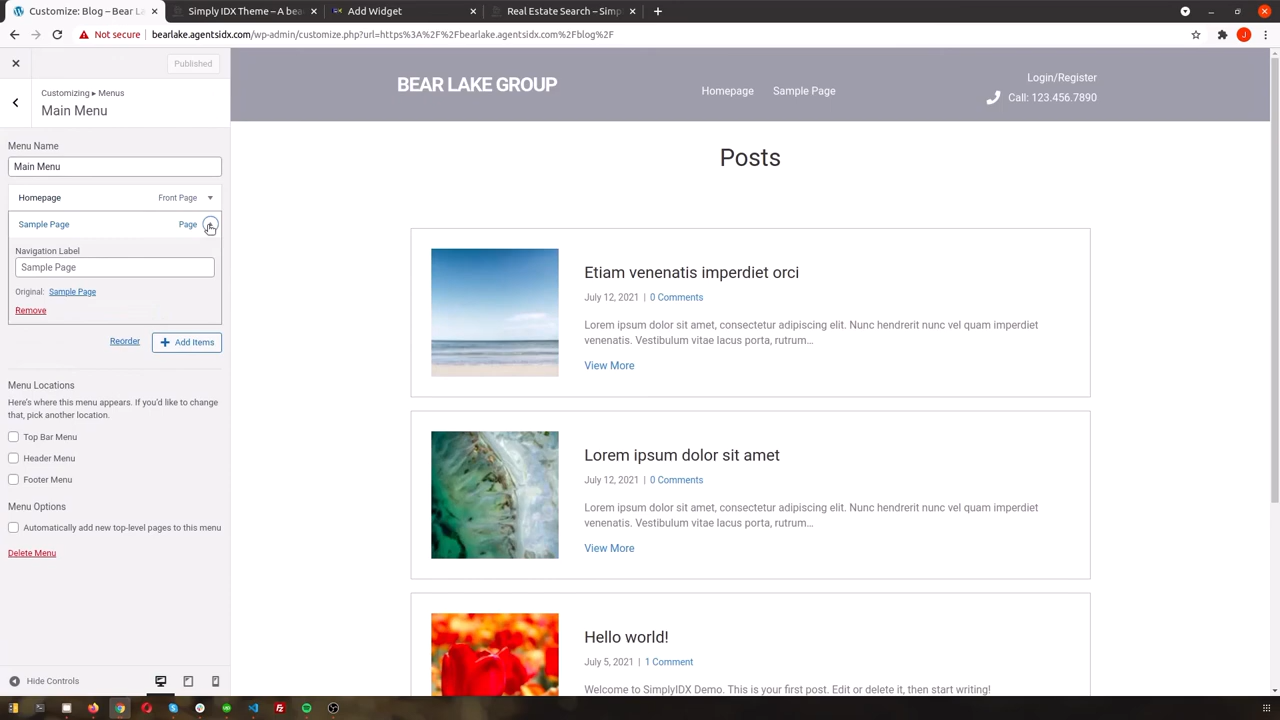 Customize: Blog – Bear Lak
Simply IDX Theme – A bea
Add Widget
Real Estate Search – Simply
Not secure
bearlake.agentsidx.com/wp-admin/customize.php?url=https%3A%2F%2Fbearlake.agentsidx.com%2Fblog%2F
J
Published
Customizing ▸ Menus
Main Menu
Menu Name
Main Menu
Homepage Front Page
Sample Page Page
Navigation Label
Sample Page
Original: Sample Page
Remove
Reorder
Add Items
Menu Locations
Here's where this menu appears. If you'd like to change
that, pick another location.
Top Bar Menu
Header Menu
Footer Menu
Menu Options
Automatically add new top-level pages to this menu
Delete Menu
Hide Controls
BEAR LAKE GROUP
Homepage Sample Page
Login/Register
Call: 123.456.7890
Posts
Etiam venenatis imperdiet orci
July 12, 2021 | 0 Comments
Lorem ipsum dolor sit amet, consectetur adipiscing elit. Nunc hendrerit nunc vel quam imperdiet
venenatis. Vestibulum vitae lacus porta, rutrum…
View More
Lorem ipsum dolor sit amet
July 12, 2021 | 0 Comments
Lorem ipsum dolor sit amet, consectetur adipiscing elit. Nunc hendrerit nunc vel quam imperdiet
venenatis. Vestibulum vitae lacus porta, rutrum…
View More
Hello world!
July 5, 2021 | 1 Comment
Welcome to SimplyIDX Demo. This is your first post. Edit or delete it, then start writing!